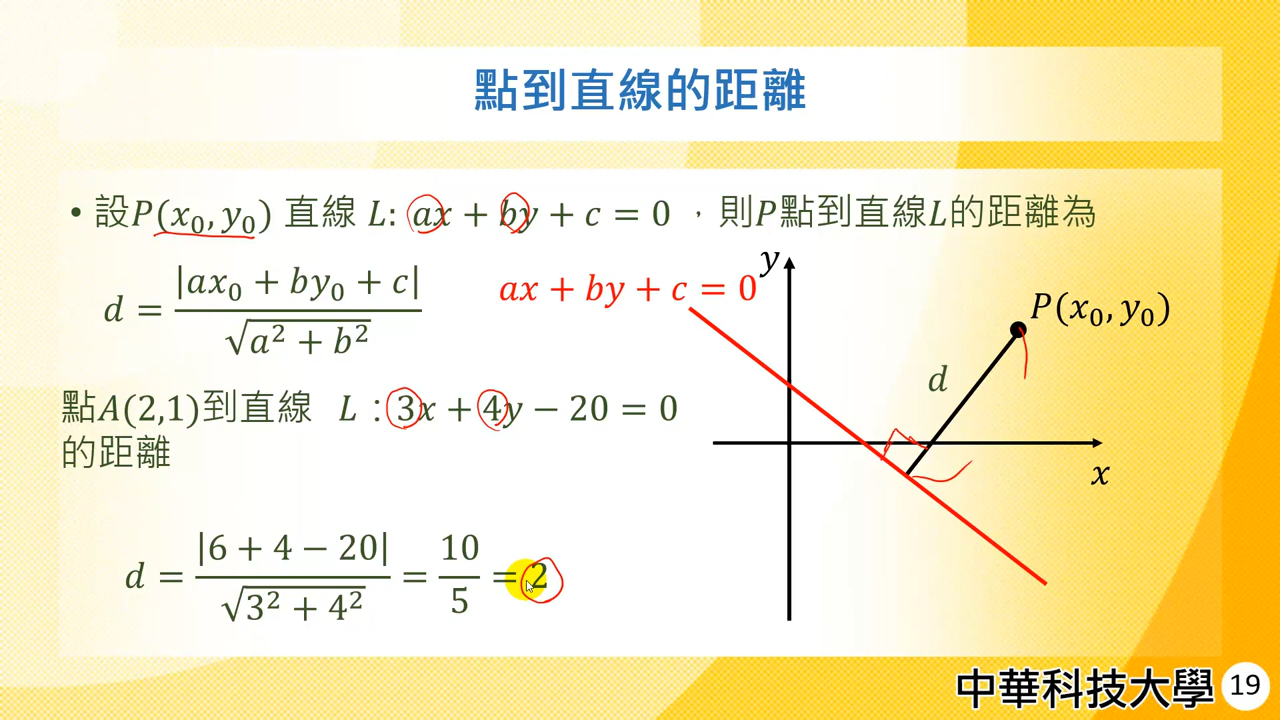 點到直線的距離
• 設P(x₀, y₀) 直線 L: ax + by + c = 0 ，則P點到直線L的距離為
d = |ax₀ + by₀ + c| / √(a² + b²)
ax + by + c = 0
y
P(x₀, y₀)
d
x
點A(2,1)到直線 L：3x + 4y − 20 = 0
的距離
d = |6 + 4 − 20| / √(3² + 4²) = 10/5 = 2
中華科技大學 19